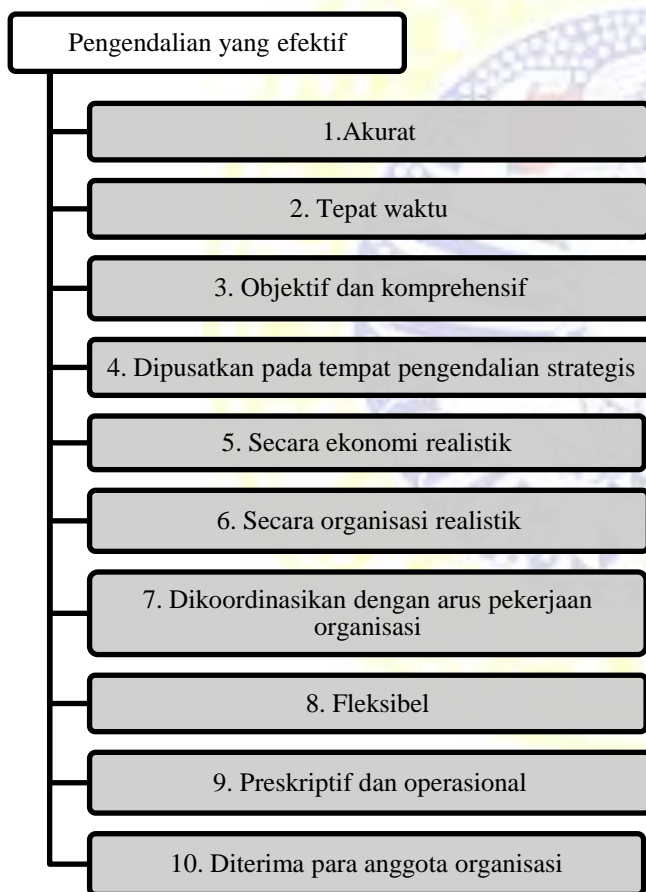 Pengendalian yang efektif
1.Akurat
2. Tepat waktu
3. Objektif dan komprehensif
4. Dipusatkan pada tempat pengendalian strategis
5. Secara ekonomi realistik
6. Secara organisasi realistik
7. Dikoordinasikan dengan arus pekerjaan
organisasi
8. Fleksibel
9. Preskriptif dan operasional
10. Diterima para anggota organisasi